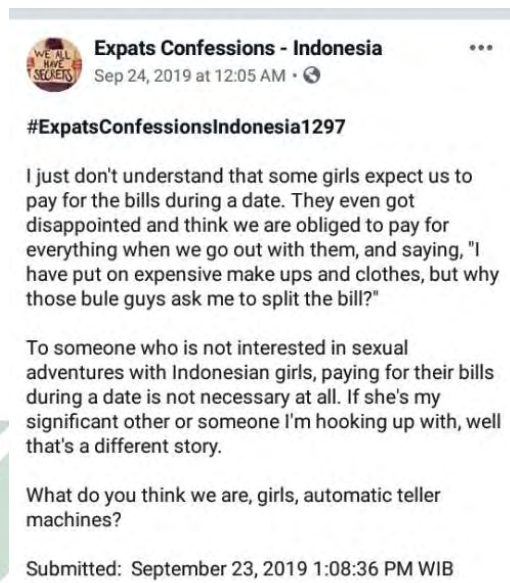 WE ALL
HAVE
SECRETS
Expats Confessions - Indonesia
Sep 24, 2019 at 12:05 AM ·
#ExpatsConfessionsIndonesia1297
I just don't understand that some girls expect us to
pay for the bills during a date. They even got
disappointed and think we are obliged to pay for
everything when we go out with them, and saying, "I
have put on expensive make ups and clothes, but why
those bule guys ask me to split the bill?"
To someone who is not interested in sexual
adventures with Indonesian girls, paying for their bills
during a date is not necessary at all. If she's my
significant other or someone I'm hooking up with, well
that's a different story.
What do you think we are, girls, automatic teller
machines?
Submitted: September 23, 2019 1:08:36 PM WIB